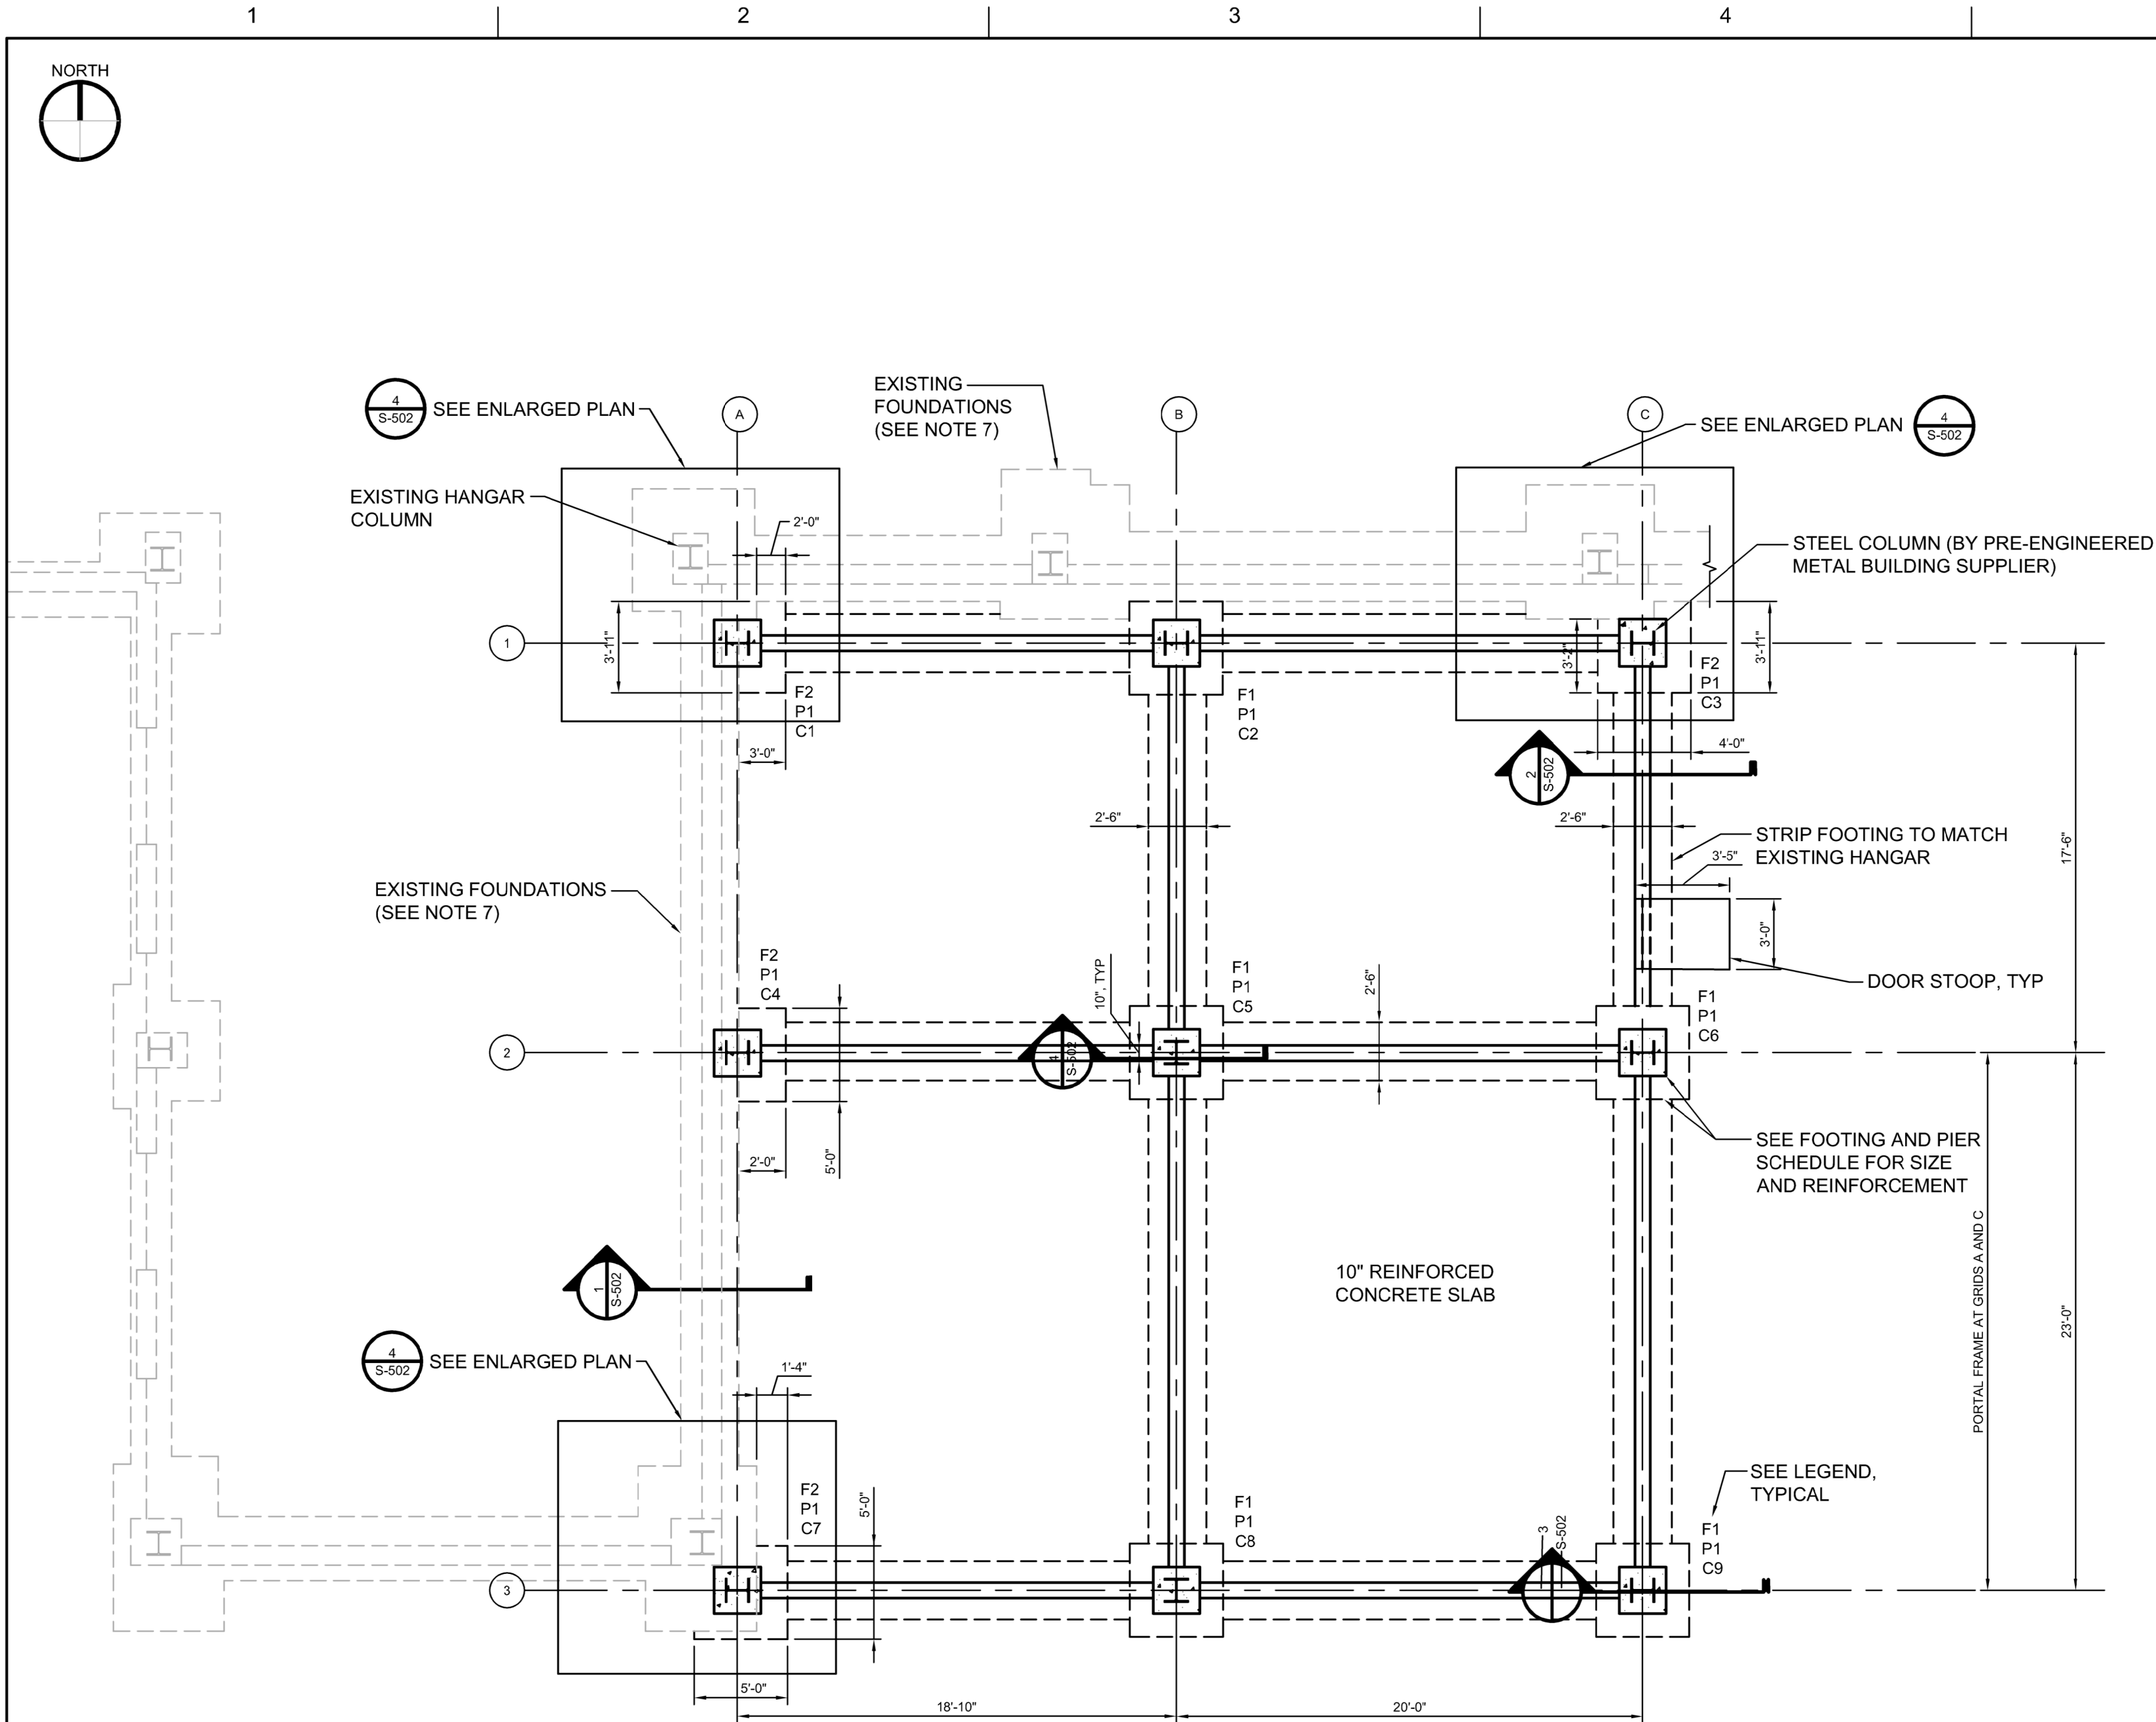 1
2
3
4
NORTH
4
S-502
SEE ENLARGED PLAN
EXISTING
FOUNDATIONS
(SEE NOTE 7)
A
B
C
SEE ENLARGED PLAN
4
S-502
EXISTING HANGAR
COLUMN
2'-0"
STEEL COLUMN (BY PRE-ENGINEERED
METAL BUILDING SUPPLIER)
1
3'-11"
3'-2"
3'-11"
F2
P1
C1
F1
P1
C2
F2
P1
C3
3'-0"
4'-0"
2
S-502
2'-6"
2'-6"
STRIP FOOTING TO MATCH
EXISTING HANGAR
3'-5"
17'-6"
EXISTING FOUNDATIONS
(SEE NOTE 7)
3'-0"
DOOR STOOP, TYP
F2
P1
C4
10", TYP
F1
P1
C5
2'-6"
F1
P1
C6
2
4
S-502
2'-0"
5'-0"
SEE FOOTING AND PIER
SCHEDULE FOR SIZE
AND REINFORCEMENT
PORTAL FRAME AT GRIDS A AND C
1
S-502
10" REINFORCED
CONCRETE SLAB
23'-0"
4
S-502
SEE ENLARGED PLAN
1'-4"
F2
P1
C7
5'-0"
F1
P1
C8
SEE LEGEND,
TYPICAL
3
S-502
F1
P1
C9
3
5'-0"
18'-10"
20'-0"